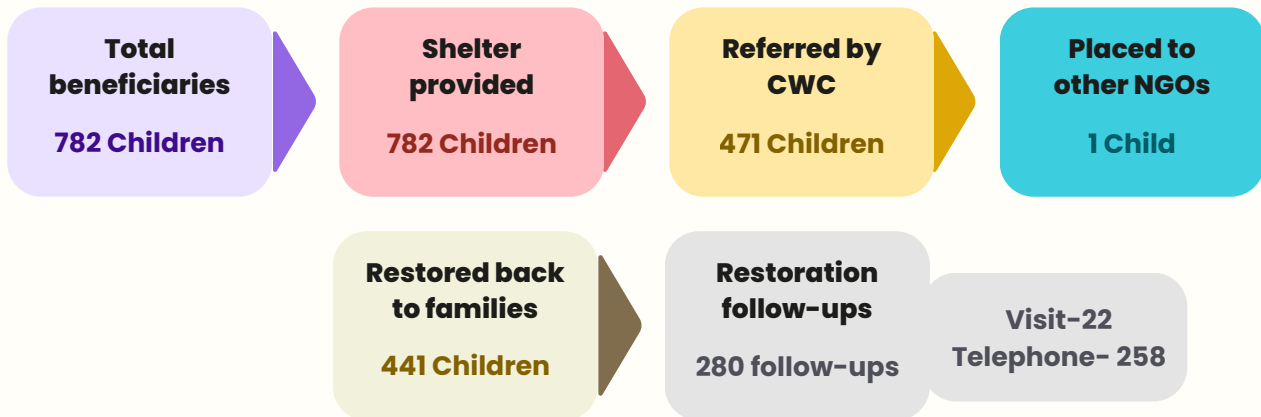 Total
beneficiaries
782 Children
Shelter
provided
782 Children
Referred by
CWC
471 Children
Placed to
other NGOs
1 Child
Restored back
to families
441 Children
Restoration
follow-ups
280 follow-ups
Visit-22
Telephone- 258